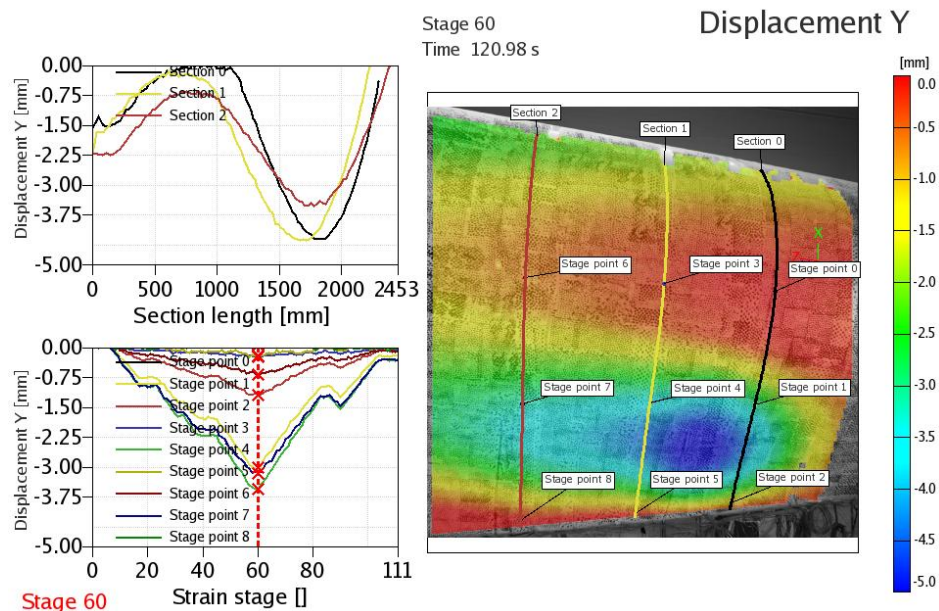 Stage 60
Time 120.98 s
Displacement Y
[mm]
0.00
-0.75
-1.50
-2.25
-3.00
-3.75
-5.00
Displacement Y [mm]
Section 0
Section 1
Section 2
0
500
1000
1500
2000
2453
Section length [mm]
0.00
-0.75
-1.50
-2.25
-3.00
-3.75
-5.00
Displacement Y [mm]
Stage point 0
Stage point 1
Stage point 2
Stage point 3
Stage point 4
Stage point 5
Stage point 6
Stage point 7
Stage point 8
0
20
40
60
80
111
Strain stage []
Stage 60
Section 2
Section 1
Section 0
X
Stage point 6
Stage point 3
Stage point 0
Stage point 7
Stage point 4
Stage point 1
Stage point 8
Stage point 5
Stage point 2
0.0
-0.5
-1.0
-1.5
-2.0
-2.5
-3.0
-3.5
-4.0
-4.5
-5.0